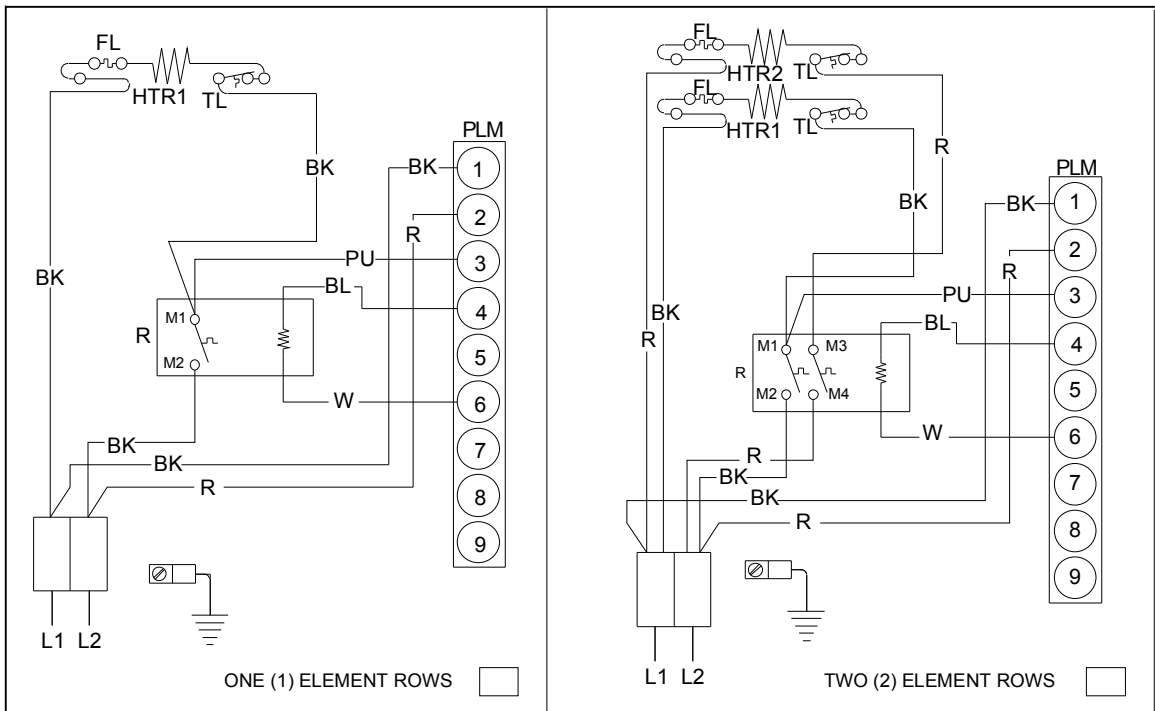 FL
HTR1
TL
PLM
BK
BK
BK
1
2
3
4
5
6
7
8
9
R
PU
BL
M1
R
M2
W
BK
BK
R
L1 L2
ONE (1) ELEMENT ROWS
FL
HTR2
TL
FL
HTR1
TL
R
BK
PLM
BK
1
2
3
4
5
6
7
8
9
R
PU
BL
R
BK
M1
M3
R
M2
M4
W
R
BK
BK
R
L1 L2
TWO (2) ELEMENT ROWS